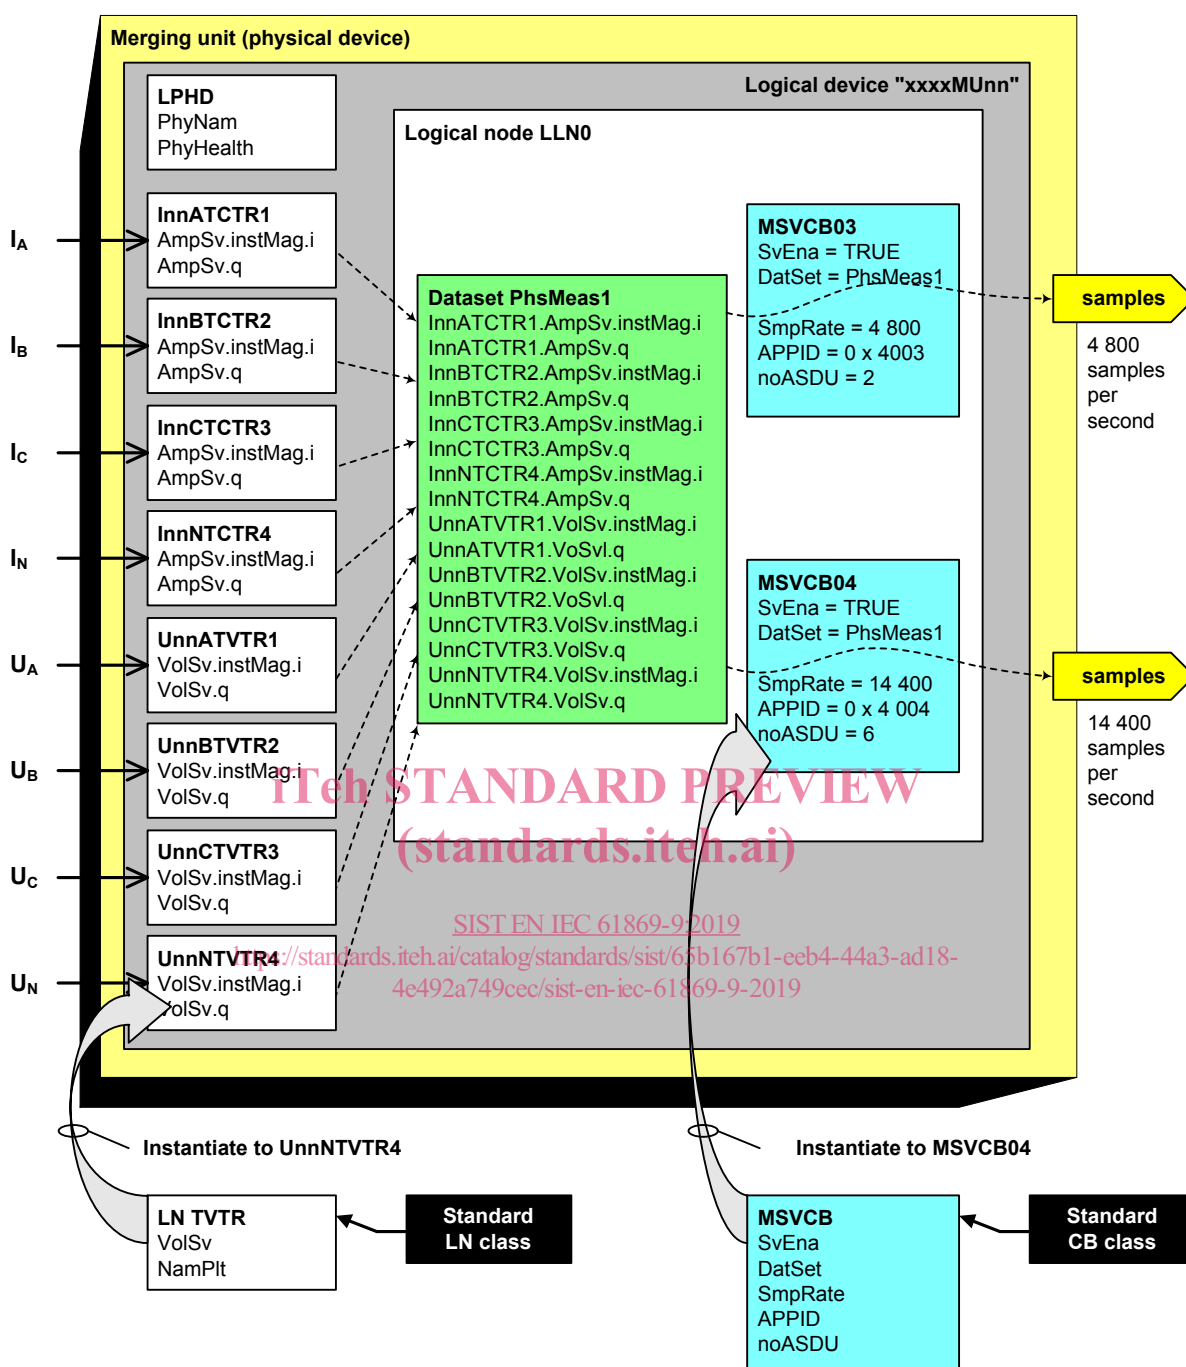 Merging unit (physical device)
Logical device "xxxxMUnn"
LPHD
PhyNam
PhyHealth
Logical node LLN0
I_A
InnATCTR1
AmpSv.instMag.i
AmpSv.q
I_B
InnBTCTR2
AmpSv.instMag.i
AmpSv.q
I_C
InnCTCTR3
AmpSv.instMag.i
AmpSv.q
I_N
InnNTCTR4
AmpSv.instMag.i
AmpSv.q
U_A
UnnATVTR1
VolSv.instMag.i
VolSv.q
U_B
UnnBTVTR2
VolSv.instMag.i
VolSv.q
U_C
UnnCTVTR3
VolSv.instMag.i
VolSv.q
U_N
UnnNTVTR4
VolSv.instMag.i
VolSv.q
Dataset PhsMeas1
InnATCTR1.AmpSv.instMag.i
InnATCTR1.AmpSv.q
InnBTCTR2.AmpSv.instMag.i
InnBTCTR2.AmpSv.q
InnCTCTR3.AmpSv.instMag.i
InnCTCTR3.AmpSv.q
InnNTCTR4.AmpSv.instMag.i
InnNTCTR4.AmpSv.q
UnnATVTR1.VolSv.instMag.i
UnnATVTR1.VoSvl.q
UnnBTVTR2.VolSv.instMag.i
UnnBTVTR2.VoSvl.q
UnnCTVTR3.VolSv.instMag.i
UnnCTVTR3.VolSv.q
UnnNTVTR4.VolSv.instMag.i
UnnNTVTR4.VolSv.q
MSVCB03
SvEna = TRUE
DatSet = PhsMeas1
SmpRate = 4 800
APPID = 0 x 4003
noASDU = 2
samples
4 800
samples
per
second
MSVCB04
SvEna = TRUE
DatSet = PhsMeas1
SmpRate = 14 400
APPID = 0 x 4 004
noASDU = 6
samples
14 400
samples
per
second
iTeh STANDARD PREVIEW
(standards.iteh.ai)
SIST EN IEC 61869-9:2019
https://standards.iteh.ai/catalog/standards/sist/65b167b1-eeb4-44a3-ad18-
4e492a749cec/sist-en-iec-61869-9-2019
Instantiate to UnnNTVTR4
Instantiate to MSVCB04
LN TVTR
VolSv
NamPlt
Standard
LN class
MSVCB
SvEna
DatSet
SmpRate
APPID
noASDU
Standard
CB class